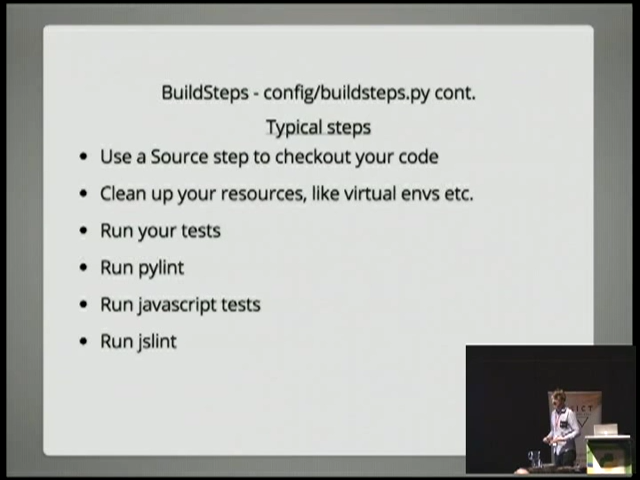 BuildSteps - config/buildsteps.py cont.
Typical steps
• Use a Source step to checkout your code
• Clean up your resources, like virtual envs etc.
• Run your tests
• Run pylint
• Run javascript tests
• Run jslint